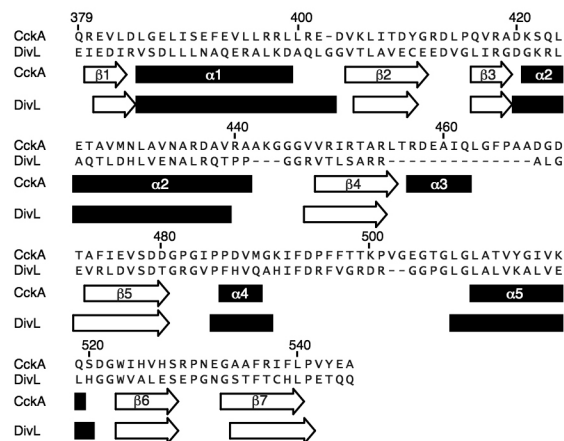 379 400 420
CckA QREVLDLGELISEFEVLLRRLLRE-DVKLITDYGRDLPQVRADKSQL
DivL EIEDIRVSDLLLNAQERALKDAQLGGVTLAVECEEDVGLIRGDGKRL
CckA β1 α1 β2 β3 α2
DivL
440 460
CckA ETAVMNLAVNARDAVRAAKGGGVVRIRTARLTRDEAIQLGFPAADGD
DivL AQTLDHLVENALRQTPP---GGRVTLSARR--------------ALG
CckA α2 β4 α3
DivL
480 500
CckA TAFIEVSDDGPGIPPDVMGKIFDPFFTTKPVGEGTGLGLATVYGIVK
DivL EVRLDVSDTGRGVPFHVQAHIFDRFVGRDR--GGPGLGLALVKALVE
CckA β5 α4 α5
DivL
520 540
CckA QSDGWIHVHSRPNEGAAFRIFLPVYEA
DivL LHGGWVALESEPGNGSTFTCHLPETQQ
CckA β6 β7
DivL